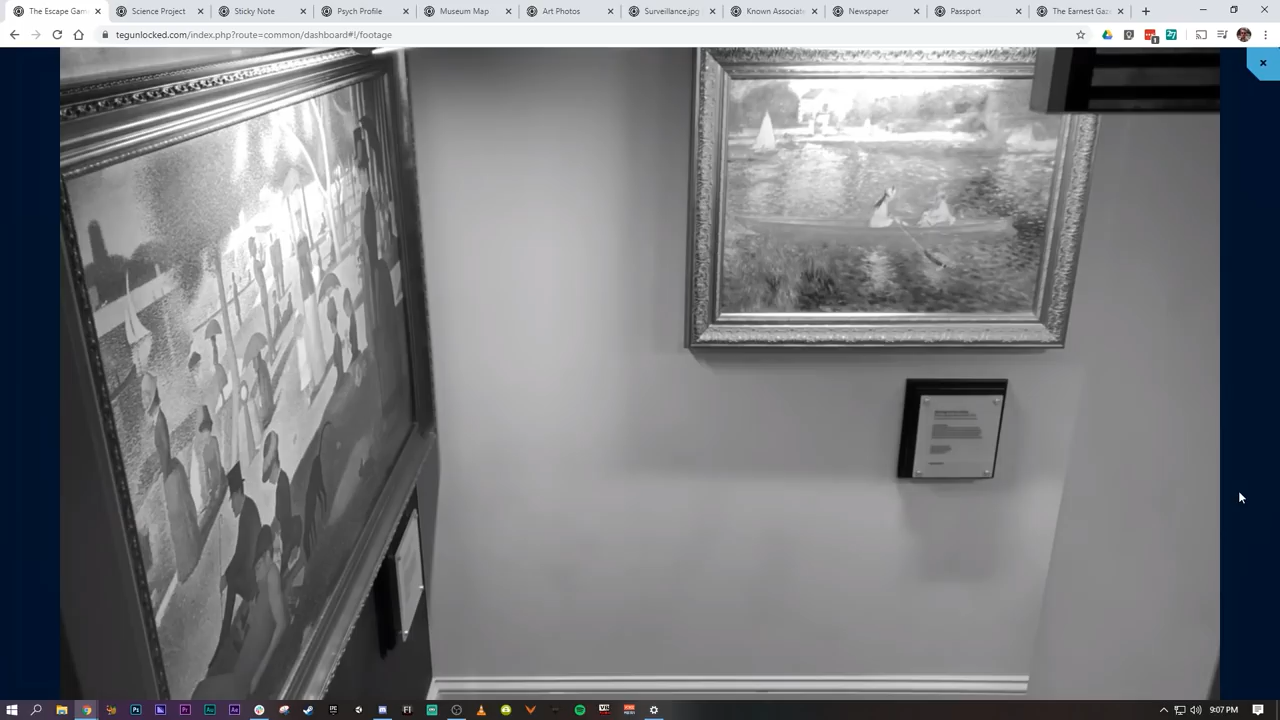 The Escape Gam
Science Project
Sticky Note
Psych Profile
Museum Map
Art Photos
Surveillance.jpg
Known Associat
Newspaper
Passport
The Earnest Gaz
tegunlocked.com/index.php?route=common/dashboard#!/footage
9:07 PM